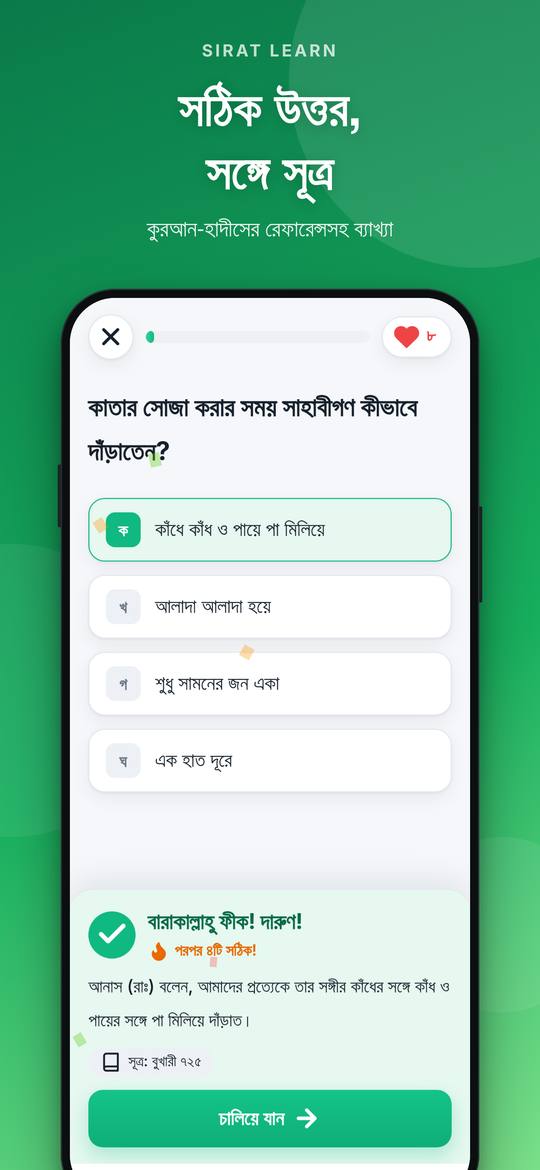 SIRAT LEARN
সঠিক উত্তর,
সঙ্গে সূত্র
কুরআন-হাদীসের রেফারেন্সসহ ব্যাখ্যা
৮
কাতার সোজা করার সময় সাহাবীগণ কীভাবে
দাঁড়াতেন?
ক কাঁধে কাঁধ ও পায়ে পা মিলিয়ে
খ আলাদা আলাদা হয়ে
গ শুধু সামনের জন একা
ঘ এক হাত দূরে
বারাকাল্লাহু ফীক! দারুণ!
পরপর ৪টি সঠিক!
আনাস (রাঃ) বলেন, আমাদের প্রত্যেকে তার সঙ্গীর কাঁধের সঙ্গে কাঁধ ও
পায়ের সঙ্গে পা মিলিয়ে দাঁড়াত।
সূত্র: বুখারী ৭২৫
চালিয়ে যান